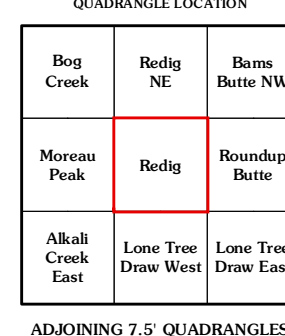 QUADRANGLE LOCATION
Bog
Creek
Redig
NE
Bams
Butte NW
Moreau
Peak
Redig
Roundup
Butte
Alkali
Creek
East
Lone Tree
Draw West
Lone Tree
Draw Eas
ADJOINING 7.5' QUADRANGLES